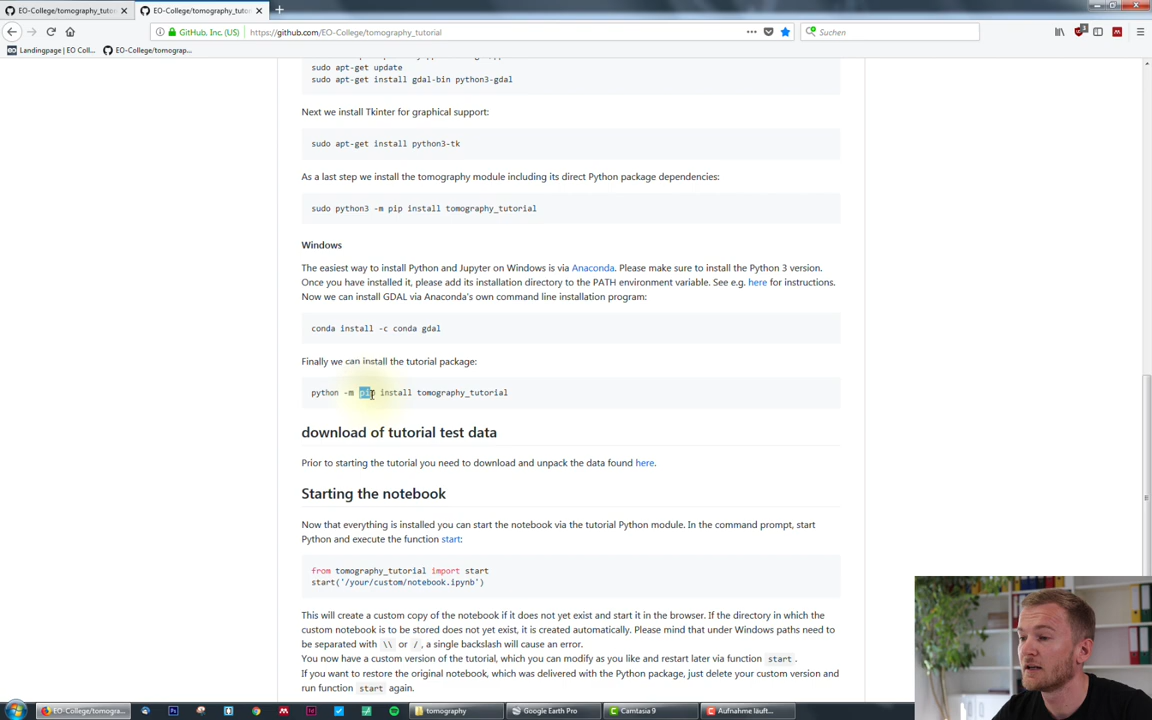 EO-College/tomography_tuto
EO-College/tomography_tuto
GitHub, Inc. (US)
https://github.com/EO-College/tomography_tutorial
Suchen
Landingpage | EO Coll...
EO-College/tomograp...
sudo apt-get update
sudo apt-get install gdal-bin python3-gdal
Next we install Tkinter for graphical support:
sudo apt-get install python3-tk
As a last step we install the tomography module including its direct Python package dependencies:
sudo python3 -m pip install tomography_tutorial
Windows
The easiest way to install Python and Jupyter on Windows is via Anaconda. Please make sure to install the Python 3 version.
Once you have installed it, please add its installation directory to the PATH environment variable. See e.g. here for instructions.
Now we can install GDAL via Anaconda's own command line installation program:
conda install -c conda gdal
Finally we can install the tutorial package:
python -m pip install tomography_tutorial
download of tutorial test data
Prior to starting the tutorial you need to download and unpack the data found here.
Starting the notebook
Now that everything is installed you can start the notebook via the tutorial Python module. In the command prompt, start
Python and execute the function start:
from tomography_tutorial import start
start('/your/custom/notebook.ipynb')
This will create a custom copy of the notebook if it does not yet exist and start it in the browser. If the directory in which the
custom notebook is to be stored does not yet exist, it is created automatically. Please mind that under Windows paths need to
be separated with \\ or /, a single backslash will cause an error.
You now have a custom version of the tutorial, which you can modify as you like and restart later via function start.
If you want to restore the original notebook, which was delivered with the Python package, just delete your custom version and
run function start again.
EO-College/tomogra...
tomography
Google Earth Pro
Camtasia 9
Aufnahme läuft...